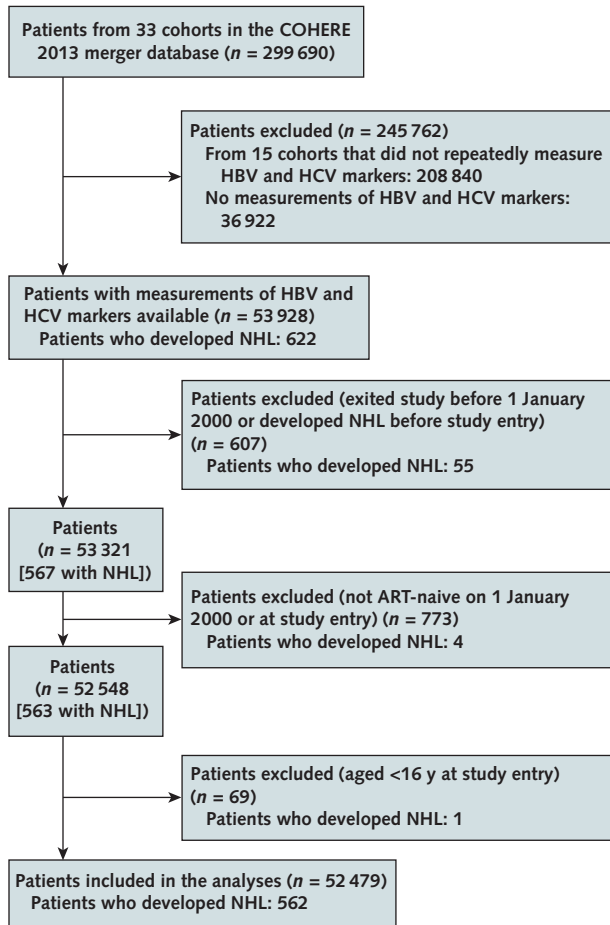 Patients from 33 cohorts in the COHERE
2013 merger database (n = 299 690)
Patients excluded (n = 245 762)
From 15 cohorts that did not repeatedly measure
HBV and HCV markers: 208 840
No measurements of HBV and HCV markers:
36 922
Patients with measurements of HBV and
HCV markers available (n = 53 928)
Patients who developed NHL: 622
Patients excluded (exited study before 1 January
2000 or developed NHL before study entry)
(n = 607)
Patients who developed NHL: 55
Patients
(n = 53 321
[567 with NHL])
Patients excluded (not ART-naive on 1 January
2000 or at study entry) (n = 773)
Patients who developed NHL: 4
Patients
(n = 52 548
[563 with NHL])
Patients excluded (aged <16 y at study entry)
(n = 69)
Patients who developed NHL: 1
Patients included in the analyses (n = 52 479)
Patients who developed NHL: 562